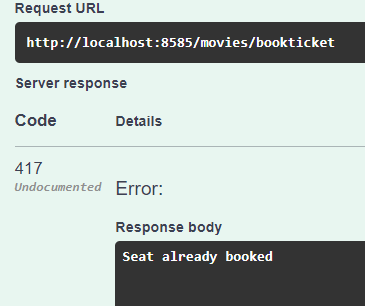 Request URL
http://localhost:8585/movies/bookticket
Server response
Code Details
417
Undocumented
Error:
Response body
Seat already booked